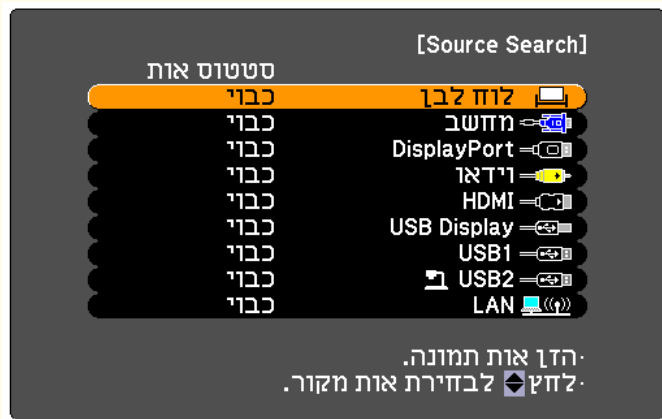 [Source Search]
סטטוס אות
לוח לבן כבוי
מחשב כבוי
DisplayPort כבוי
וידאו כבוי
HDMI כבוי
USB Display כבוי
USB1 כבוי
USB2 כבוי
LAN כבוי
·הזן אות תמונה.
·לחץ לבחירת אות מקור.